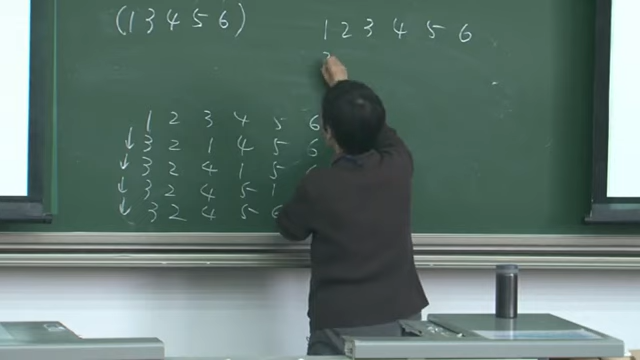 (1 3 4 5 6)
1 2 3 4 5 6
1 2 3 4 5 6
↓ 3 2 1 4 5 6
↓ 3 2 4 1 5
↓ 3 2 4 5 1
↓ 3 2 4 5 6